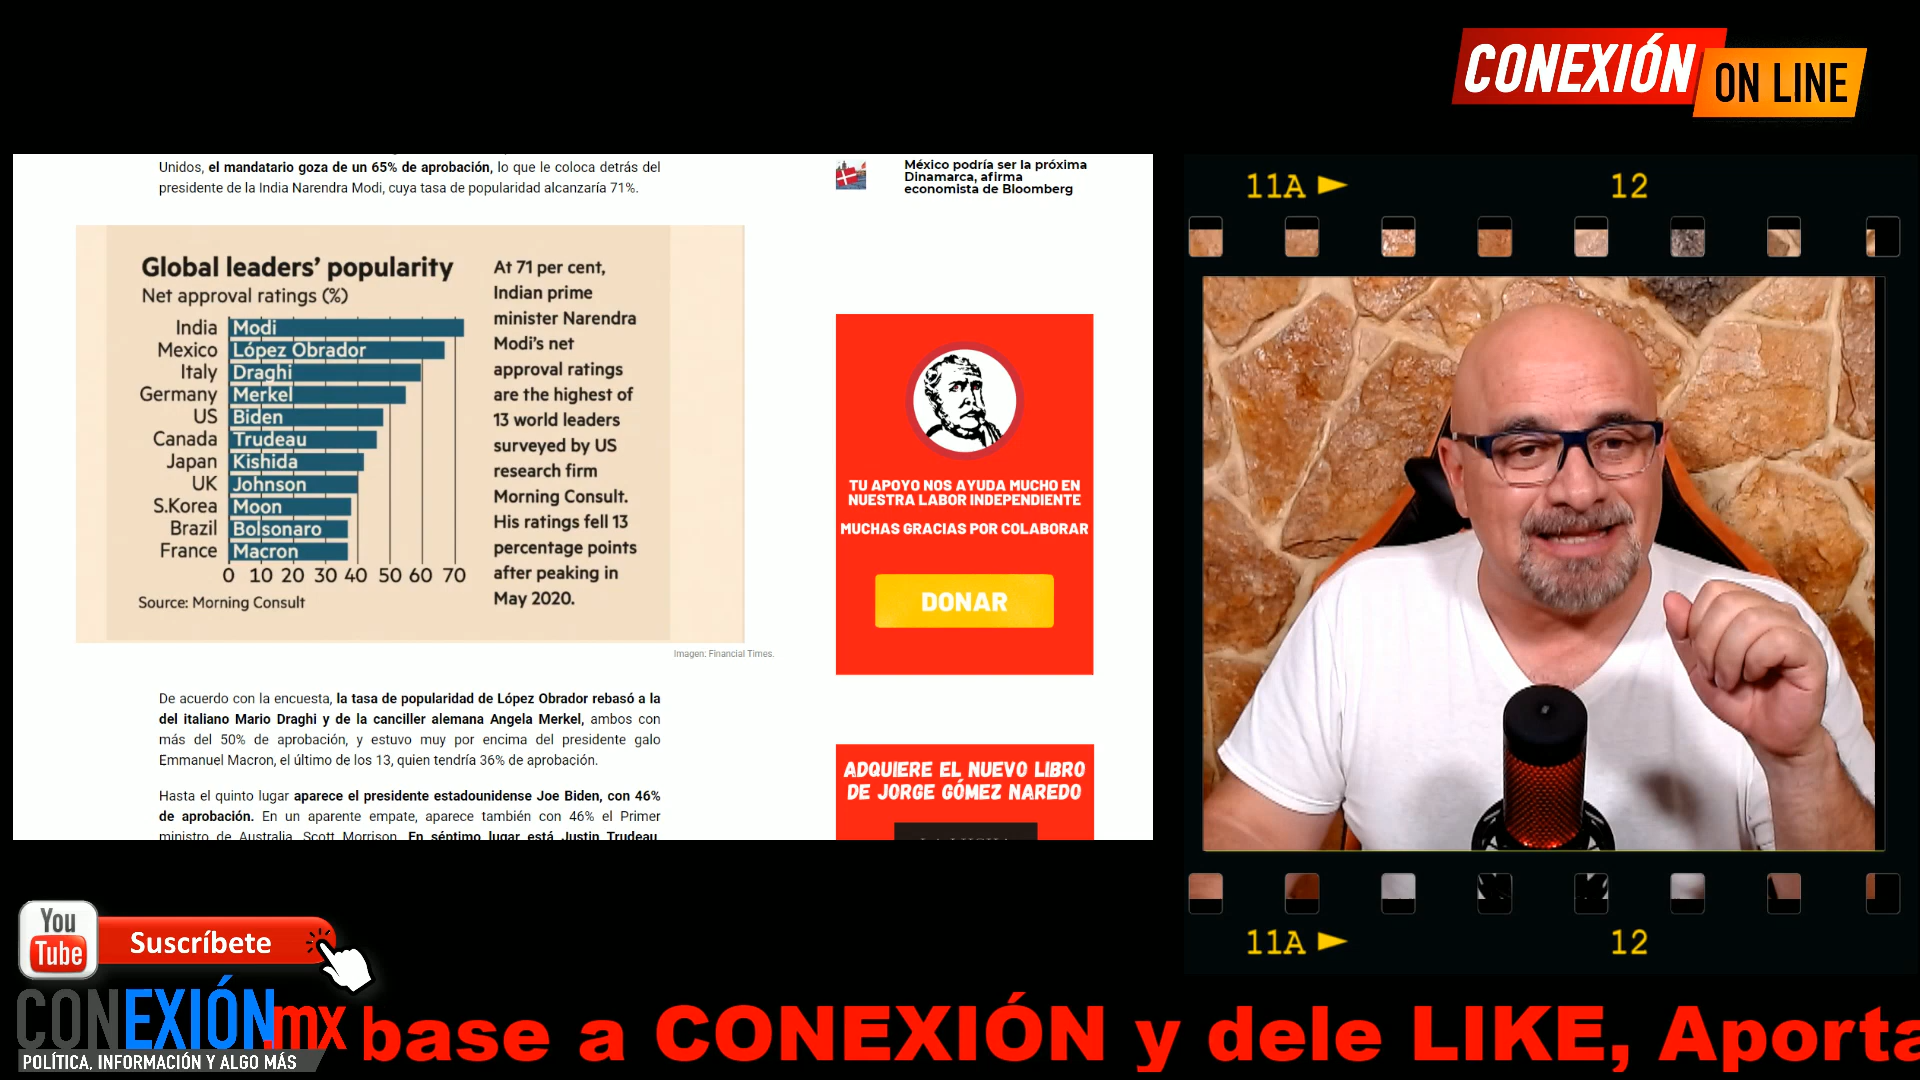 CONEXIÓN
ON LINE
Unidos, el mandatario goza de un 65% de aprobación, lo que le coloca detrás del
presidente de la India Narendra Modi, cuya tasa de popularidad alcanzaría 71%.
México podría ser la próxima
Dinamarca, afirma
economista de Bloomberg
Global leaders’ popularity
Net approval ratings (%)
India Modi
Mexico López Obrador
Italy Draghi
Germany Merkel
US Biden
Canada Trudeau
Japan Kishida
UK Johnson
S.Korea Moon
Brazil Bolsonaro
France Macron
0 10 20 30 40 50 60 70
Source: Morning Consult
At 71 per cent,
Indian prime
minister Narendra
Modi’s net
approval ratings
are the highest of
13 world leaders
surveyed by US
research firm
Morning Consult.
His ratings fell 13
percentage points
after peaking in
May 2020.
Imagen: Financial Times.
De acuerdo con la encuesta, la tasa de popularidad de López Obrador rebasó a la
del italiano Mario Draghi y de la canciller alemana Angela Merkel, ambos con
más del 50% de aprobación, y estuvo muy por encima del presidente galo
Emmanuel Macron, el último de los 13, quien tendría 36% de aprobación.
Hasta el quinto lugar aparece el presidente estadounidense Joe Biden, con 46%
de aprobación. En un aparente empate, aparece también con 46% el Primer
ministro de Australia, Scott Morrison. En séptimo lugar está Justin Trudeau,
TU APOYO NOS AYUDA MUCHO EN
NUESTRA LABOR INDEPENDIENTE
MUCHAS GRACIAS POR COLABORAR
DONAR
ADQUIERE EL NUEVO LIBRO
DE JORGE GÓMEZ NAREDO
11A 12
11A 12
You
Tube
Suscríbete
CONEXIÓN.mx
POLÍTICA, INFORMACIÓN Y ALGO MÁS
base a CONEXIÓN y dele LIKE, Aporta